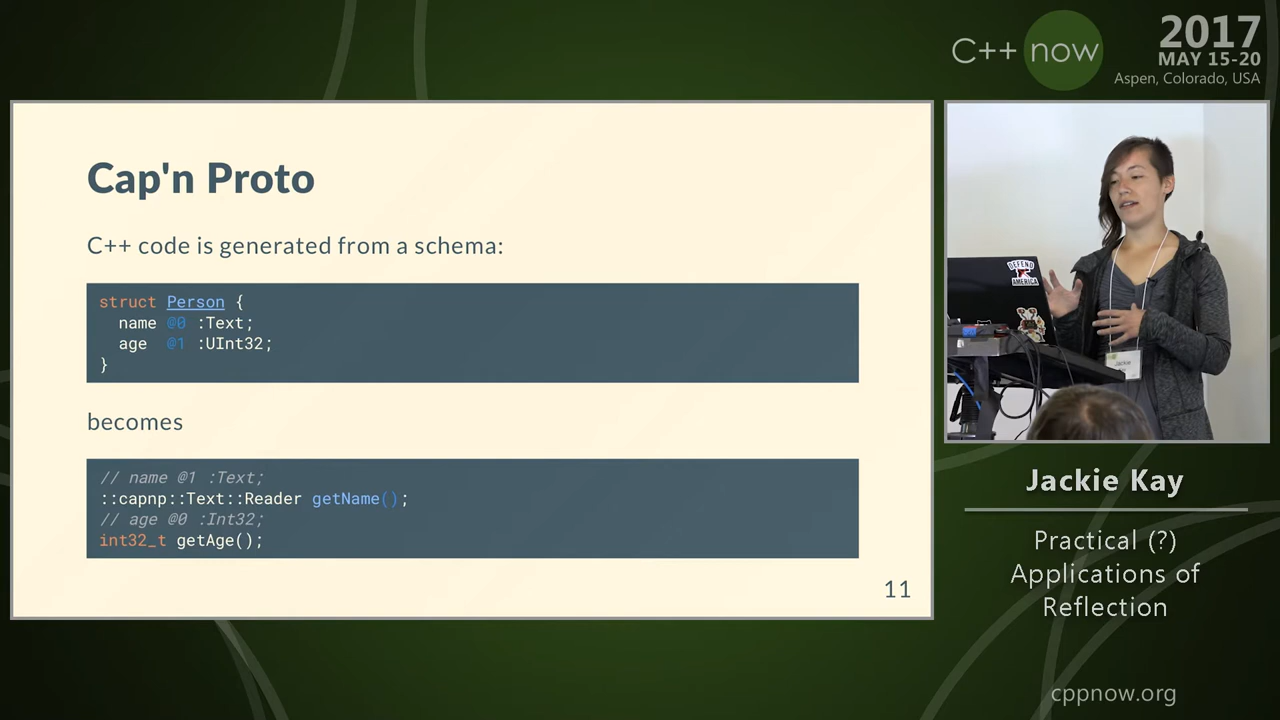 C++ now
2017
MAY 15-20
Aspen, Colorado, USA
Cap'n Proto
C++ code is generated from a schema:
struct Person {
  name @0 :Text;
  age  @1 :UInt32;
}
becomes
// name @1 :Text;
::capnp::Text::Reader getName();
// age @0 :Int32;
int32_t getAge();
11
DEFEND
AMERICA
Jackie Kay
Practical (?)
Applications of
Reflection
cppnow.org